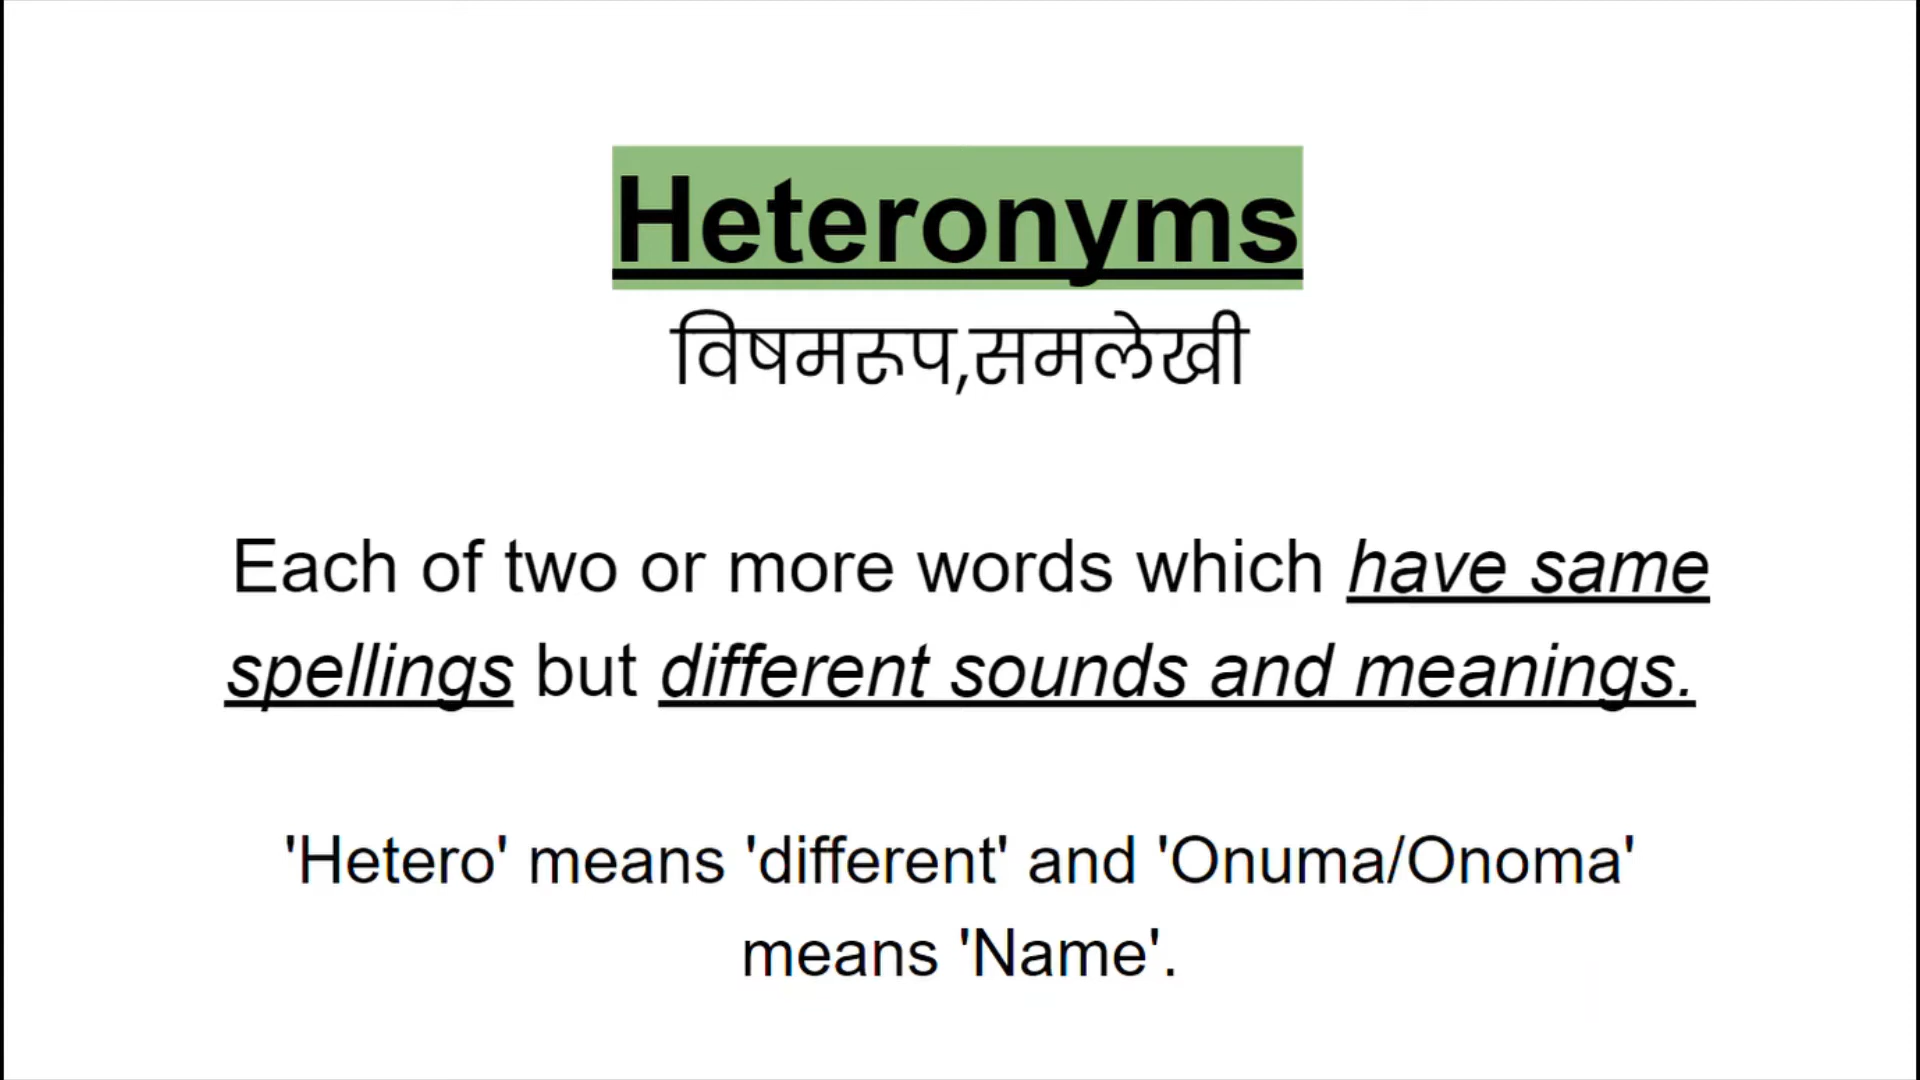 Heteronyms
विषमरूप,समलेखी
Each of two or more words which have same
spellings but different sounds and meanings.
'Hetero' means 'different' and 'Onuma/Onoma'
means 'Name'.